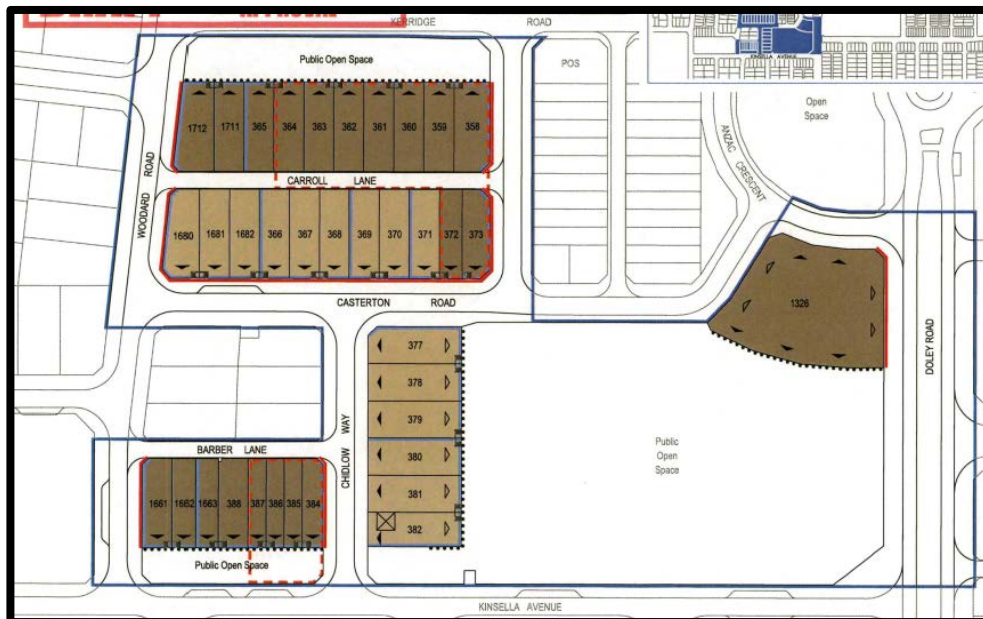 KERRIDGE ROAD
Public Open Space
POS
KINSELLA AVENUE
Open
Space
1712 1711 365 364 363 362 361 360 359 358
ANZAC CRESCENT
WOODARD ROAD
CARROLL LANE
1680 1681 1682 366 367 368 369 370 371 372 373
CASTERTON ROAD
1326
DOLEY ROAD
377
378
379
380
381
382
CHIDLOW WAY
Public
Open
Space
BARBER LANE
1661 1662 1663 388 387 386 385 384
Public Open Space
KINSELLA AVENUE